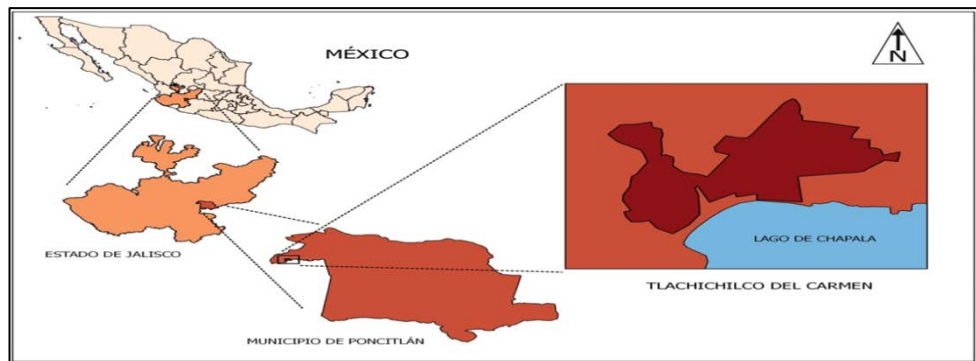 MÉXICO
N
ESTADO DE JALISCO
LAGO DE CHAPALA
TLACHICHILCO DEL CARMEN
MUNICIPIO DE PONCITLÁN